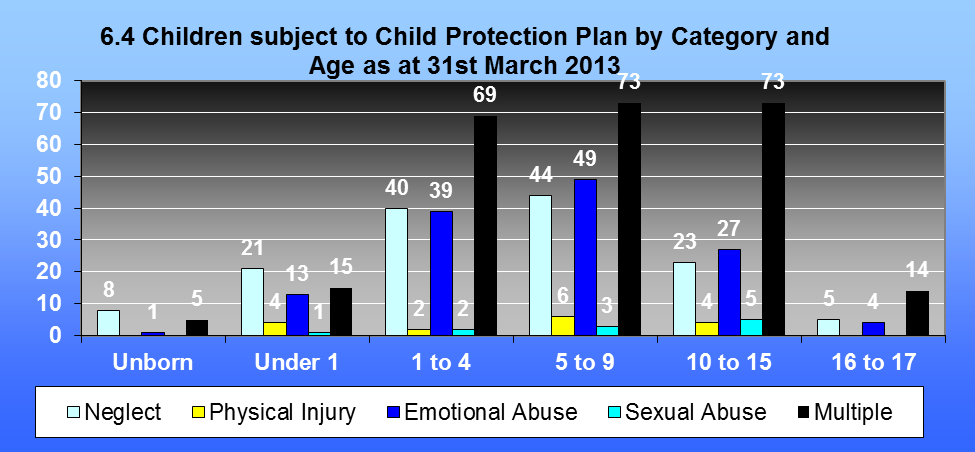 6.4 Children subject to Child Protection Plan by Category and
Age as at 31st March 2013
80
70
60
50
40
30
20
10
0
8
1
5
21
4
13
1
15
40
2
39
2
69
44
6
49
3
73
23
4
27
5
73
5
4
14
Unborn
Under 1
1 to 4
5 to 9
10 to 15
16 to 17
Neglect
Physical Injury
Emotional Abuse
Sexual Abuse
Multiple